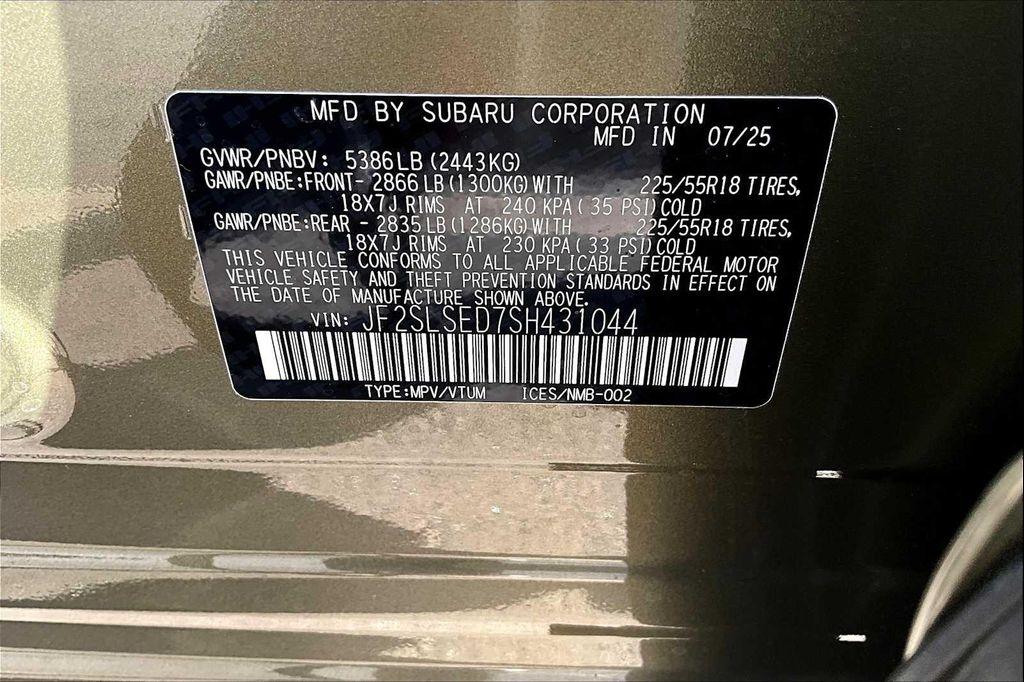 MFD BY SUBARU CORPORATION
MFD IN 07/25
GVWR/PNBV: 5386LB (2443KG)
GAWR/PNBE:FRONT- 2866 LB (1300KG) WITH 225/55R18 TIRES,
18X7J RIMS AT 240 KPA ( 35 PSI) COLD
GAWR/PNBE:REAR - 2835 LB (1286KG) WITH 225/55R18 TIRES,
18X7J RIMS AT 230 KPA ( 33 PSI) COLD
THIS VEHICLE CONFORMS TO ALL APPLICABLE FEDERAL MOTOR
VEHICLE SAFETY AND THEFT PREVENTION STANDARDS IN EFFECT ON
THE DATE OF MANUFACTURE SHOWN ABOVE.
VIN: JF2SLSED7SH431044
TYPE:MPV/VTUM ICES/NMB-002